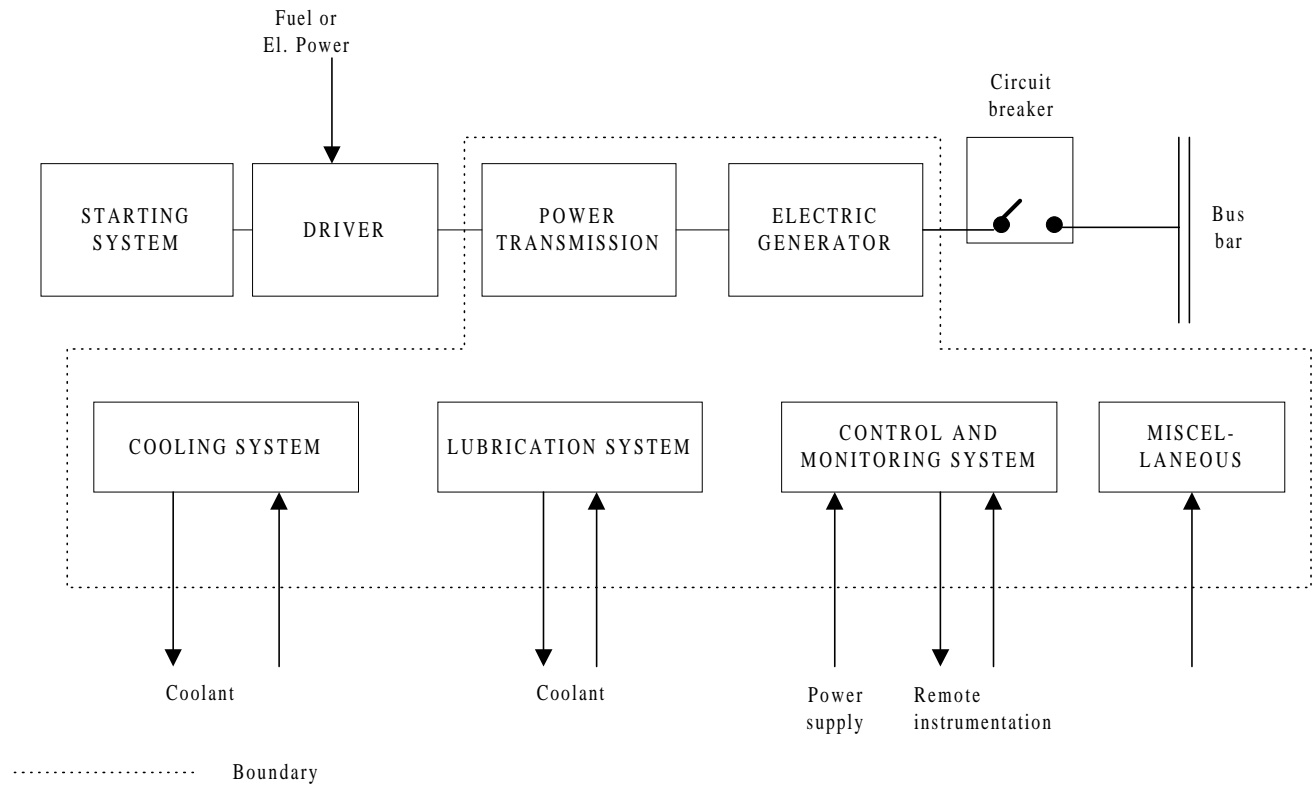 Fuel or
El. Power
Circuit
breaker
STARTING
SYSTEM
DRIVER
POWER
TRANSMISSION
ELECTRIC
GENERATOR
Bus
bar
COOLING SYSTEM
LUBRICATION SYSTEM
CONTROL AND
MONITORING SYSTEM
MISCEL-
LANEOUS
Coolant
Coolant
Power
supply
Remote
instrumentation
Boundary